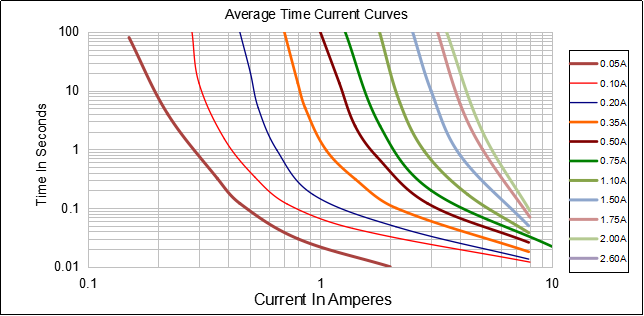 Average Time Current Curves
100
10
1
0.1
0.01
Time In Seconds
0.1
1
10
Current In Amperes
0.05A
0.10A
0.20A
0.35A
0.50A
0.75A
1.10A
1.50A
1.75A
2.00A
2.60A